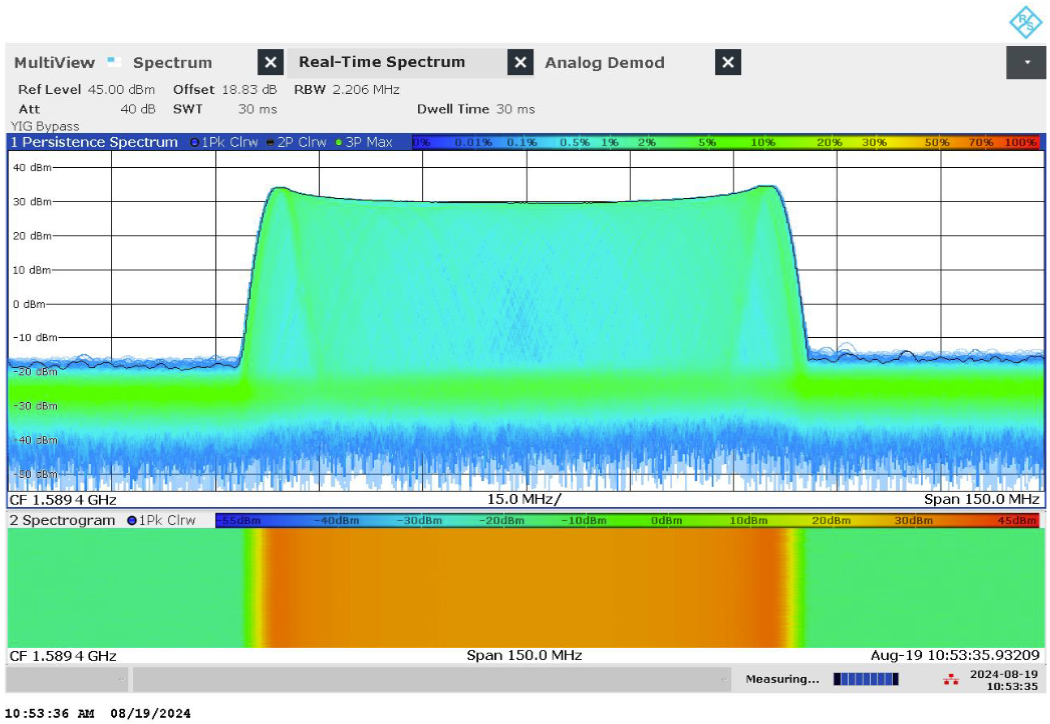 R&S
MultiView Spectrum Real-Time Spectrum Analog Demod
Ref Level 45.00 dBm Offset 18.83 dB RBW 2.206 MHz
Att 40 dB SWT 30 ms Dwell Time 30 ms
YIG Bypass
1 Persistence Spectrum 1Pk Clrw 2P Clrw 3P Max 0% 0.01% 0.1% 0.5% 1% 2% 5% 10% 20% 30% 50% 70% 100%
40 dBm
30 dBm
20 dBm
10 dBm
0 dBm
-10 dBm
-20 dBm
-30 dBm
-40 dBm
-50 dBm
CF 1.589 4 GHz 15.0 MHz/ Span 150.0 MHz
2 Spectrogram 1Pk Clrw -55dBm -40dBm -30dBm -20dBm -10dBm 0dBm 10dBm 20dBm 30dBm 45dBm
CF 1.589 4 GHz Span 150.0 MHz Aug-19 10:53:35.93209
Measuring... 2024-08-19
10:53:35
10:53:36 AM 08/19/2024